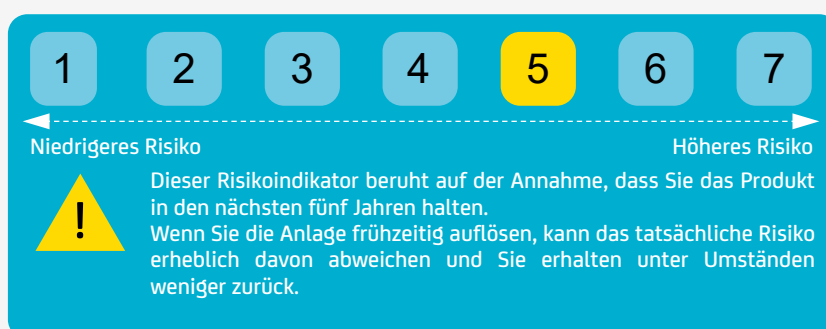 1 2 3 4 5 6 7
Niedrigeres Risiko Höheres Risiko
!
Dieser Risikoindikator beruht auf der Annahme, dass Sie das Produkt
in den nächsten fünf Jahren halten.
Wenn Sie die Anlage frühzeitig auflösen, kann das tatsächliche Risiko
erheblich davon abweichen und Sie erhalten unter Umständen
weniger zurück.